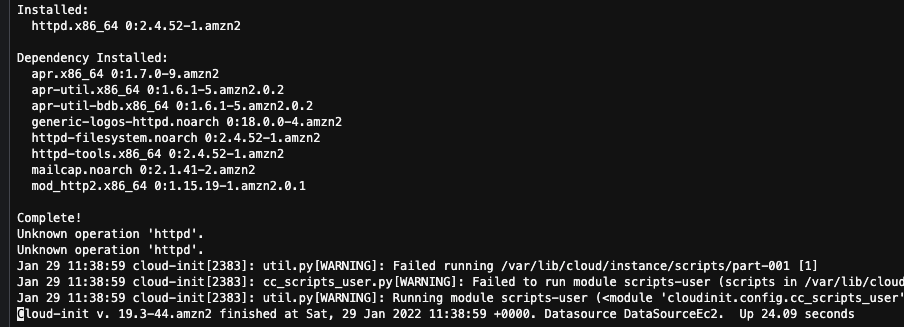 Installed:
httpd.x86_64 0:2.4.52-1.amzn2
Dependency Installed:
apr.x86_64 0:1.7.0-9.amzn2
apr-util.x86_64 0:1.6.1-5.amzn2.0.2
apr-util-bdb.x86_64 0:1.6.1-5.amzn2.0.2
generic-logos-httpd.noarch 0:18.0.0-4.amzn2
httpd-filesystem.noarch 0:2.4.52-1.amzn2
httpd-tools.x86_64 0:2.4.52-1.amzn2
mailcap.noarch 0:2.1.41-2.amzn2
mod_http2.x86_64 0:1.15.19-1.amzn2.0.1
Complete!
Unknown operation 'httpd'.
Unknown operation 'httpd'.
Jan 29 11:38:59 cloud-init[2383]: util.py[WARNING]: Failed running /var/lib/cloud/instance/scripts/part-001 [1]
Jan 29 11:38:59 cloud-init[2383]: cc_scripts_user.py[WARNING]: Failed to run module scripts-user (scripts in /var/lib/cloud
Jan 29 11:38:59 cloud-init[2383]: util.py[WARNING]: Running module scripts-user (<module 'cloudinit.config.cc_scripts_user'
Cloud-init v. 19.3-44.amzn2 finished at Sat, 29 Jan 2022 11:38:59 +0000. Datasource DataSourceEc2.  Up 24.09 seconds